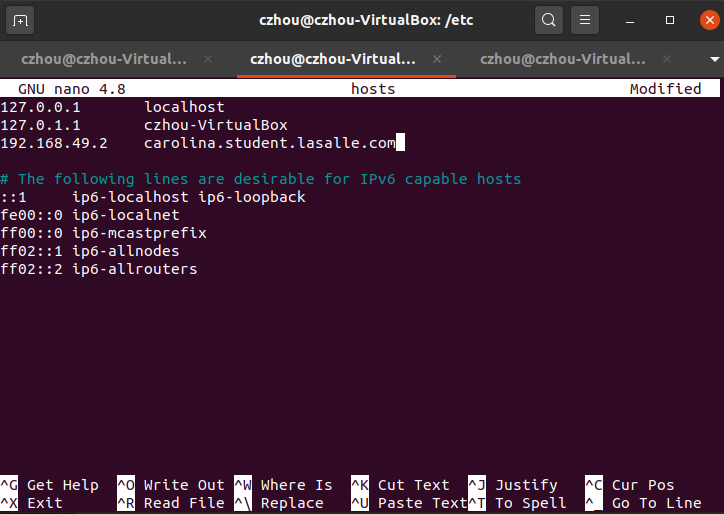 czhou@czhou-VirtualBox: /etc
czhou@czhou-Virtual... × czhou@czhou-Virtual... × czhou@czhou-Virtual... ×
GNU nano 4.8 hosts Modified
127.0.0.1 localhost
127.0.1.1 czhou-VirtualBox
192.168.49.2 carolina.student.lasalle.com
# The following lines are desirable for IPv6 capable hosts
::1 ip6-localhost ip6-loopback
fe00::0 ip6-localnet
ff00::0 ip6-mcastprefix
ff02::1 ip6-allnodes
ff02::2 ip6-allrouters
^G Get Help ^O Write Out ^W Where Is ^K Cut Text ^J Justify ^C Cur Pos
^X Exit ^R Read File ^\ Replace ^U Paste Text ^T To Spell ^_ Go To Line